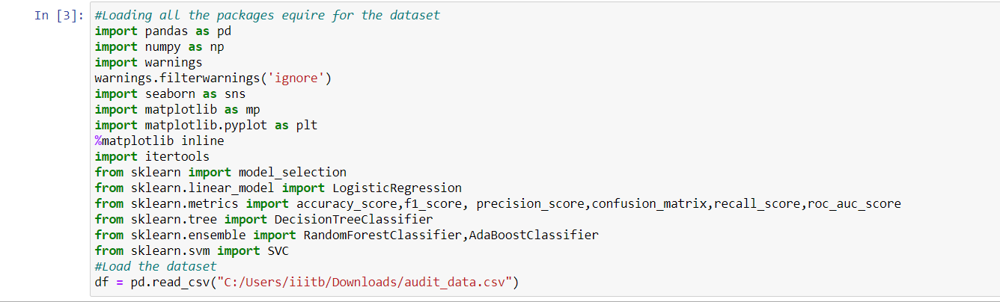 In [3]: #Loading all the packages equire for the dataset
import pandas as pd
import numpy as np
import warnings
warnings.filterwarnings('ignore')
import seaborn as sns
import matplotlib as mp
import matplotlib.pyplot as plt
%matplotlib inline
import itertools
from sklearn import model_selection
from sklearn.linear_model import LogisticRegression
from sklearn.metrics import accuracy_score,f1_score, precision_score,confusion_matrix,recall_score,roc_auc_score
from sklearn.tree import DecisionTreeClassifier
from sklearn.ensemble import RandomForestClassifier,AdaBoostClassifier
from sklearn.svm import SVC
#Load the dataset
df = pd.read_csv("C:/Users/iiitb/Downloads/audit_data.csv")